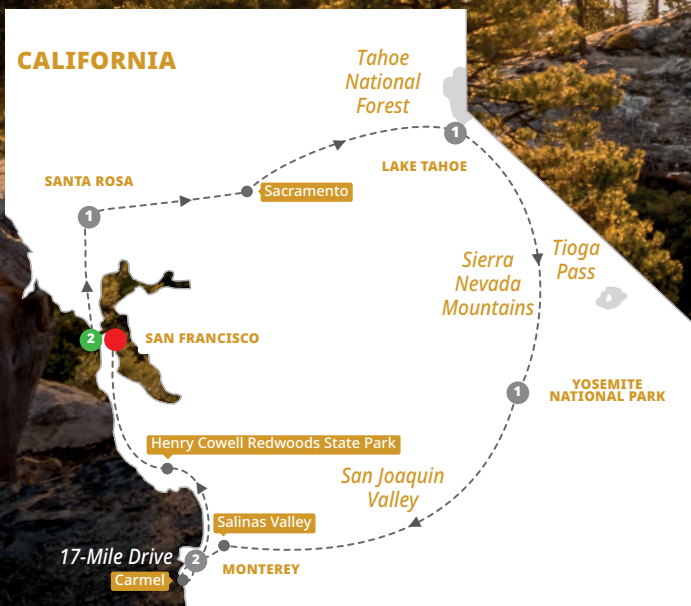 CALIFORNIA
Tahoe
National
Forest
1
LAKE TAHOE
SANTA ROSA
1
Sacramento
Sierra
Nevada
Mountains
Tioga
Pass
2
SAN FRANCISCO
1
YOSEMITE
NATIONAL PARK
Henry Cowell Redwoods State Park
San Joaquin
Valley
Salinas Valley
17-Mile Drive
2
MONTEREY
Carmel